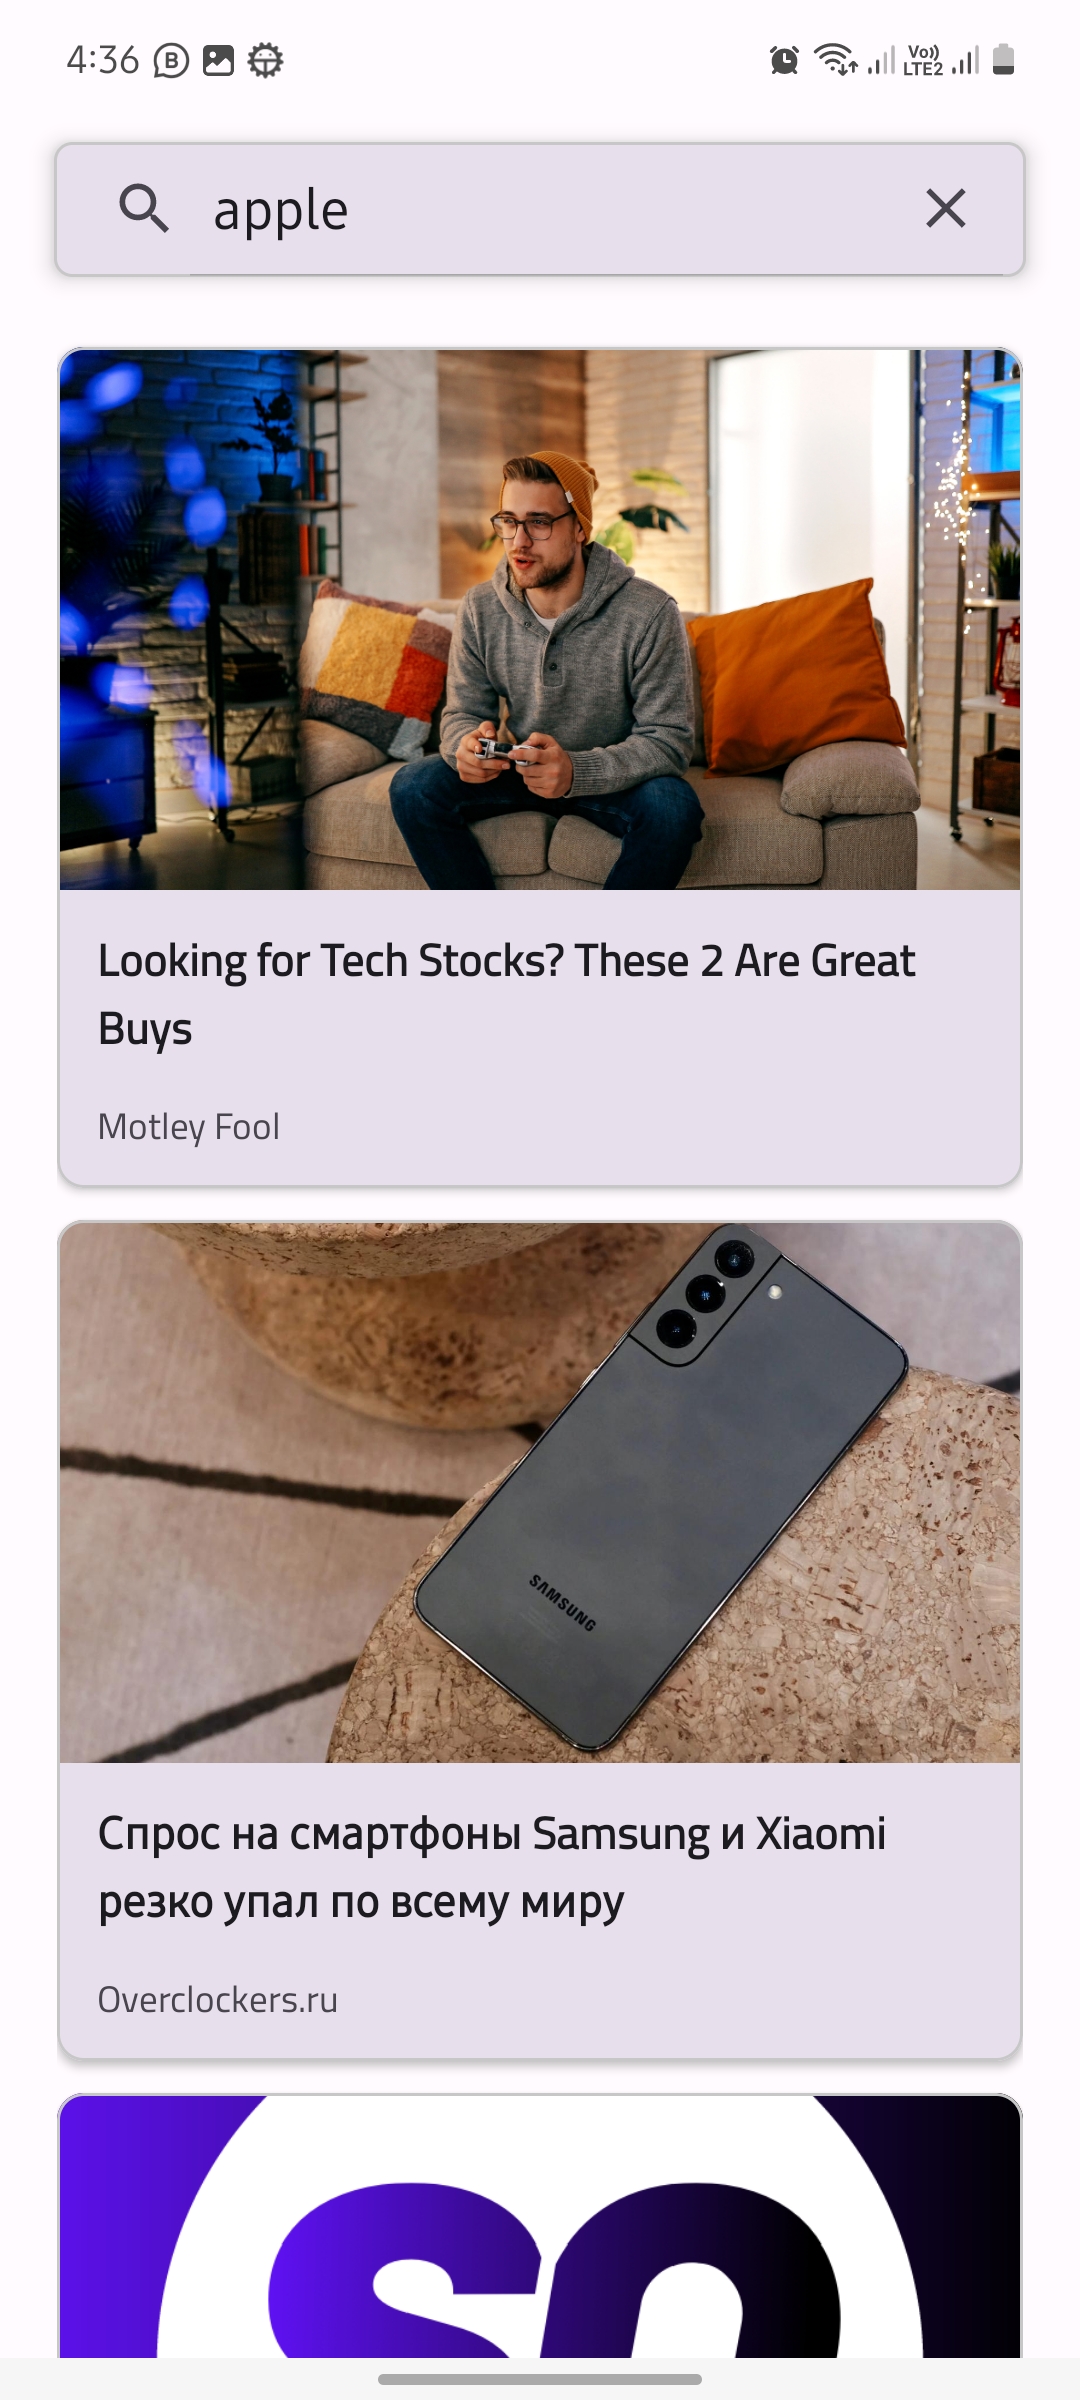 4:36
Vo))
LTE2
apple
Looking for Tech Stocks? These 2 Are Great
Buys
Motley Fool
SAMSUNG
Спрос на смартфоны Samsung и Xiaomi
резко упал по всему миру
Overclockers.ru